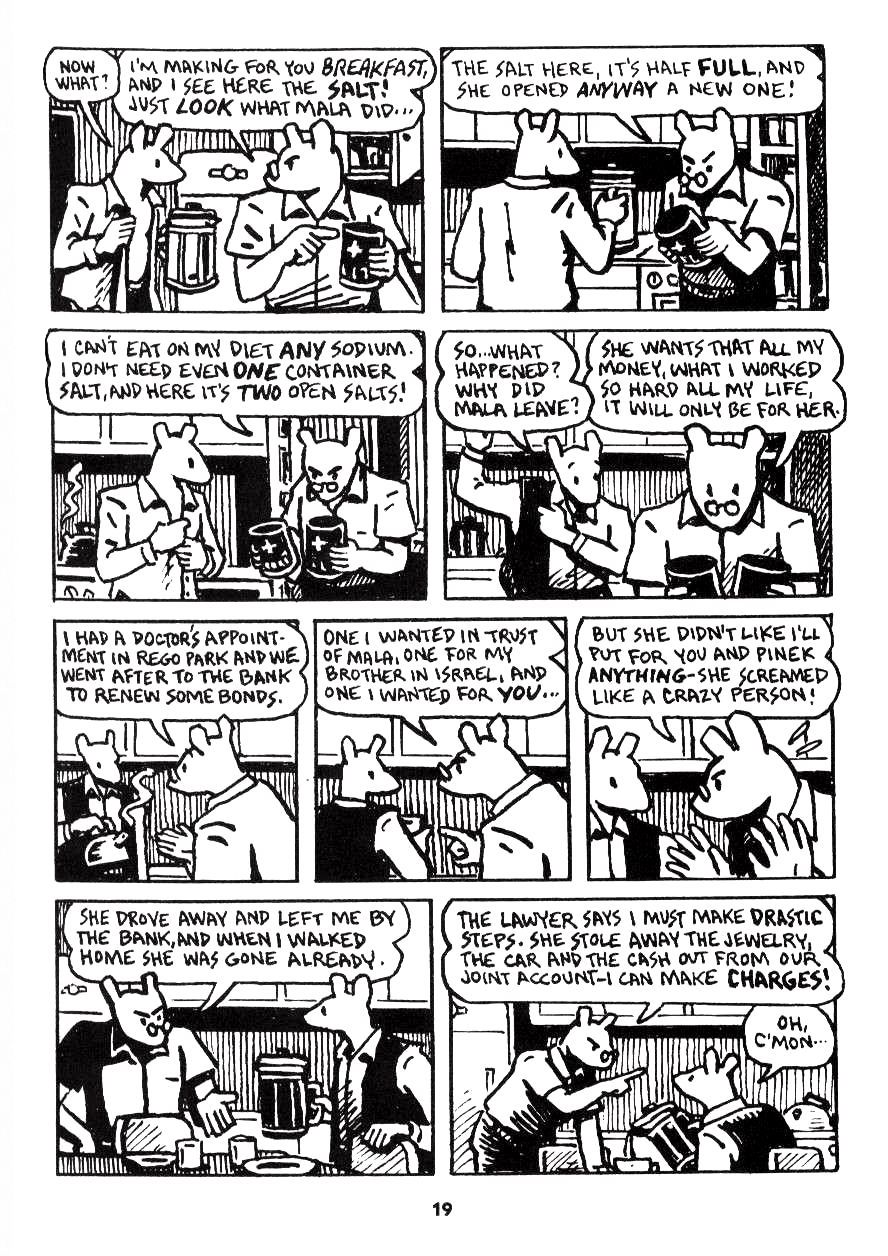 NOW
WHAT?
I'M MAKING FOR YOU BREAKFAST,
AND I SEE HERE THE SALT!
JUST LOOK WHAT MALA DID...
THE SALT HERE, IT'S HALF FULL, AND
SHE OPENED ANYWAY A NEW ONE!
I CAN'T EAT ON MY DIET ANY SODIUM.
I DON'T NEED EVEN ONE CONTAINER
SALT, AND HERE IT'S TWO OPEN SALTS!
SO...WHAT
HAPPENED?
WHY DID
MALA LEAVE?
SHE WANTS THAT ALL MY
MONEY, WHAT I WORKED
SO HARD ALL MY LIFE,
IT WILL ONLY BE FOR HER.
I HAD A DOCTOR'S APPOINT-
MENT IN REGO PARK AND WE
WENT AFTER TO THE BANK
TO RENEW SOME BONDS.
ONE I WANTED IN TRUST
OF MALA, ONE FOR MY
BROTHER IN ISRAEL, AND
ONE I WANTED FOR YOU...
BUT SHE DIDN'T LIKE I'LL
PUT FOR YOU AND PINEK
ANYTHING-SHE SCREAMED
LIKE A CRAZY PERSON!
SHE DROVE AWAY AND LEFT ME BY
THE BANK, AND WHEN I WALKED
HOME SHE WAS GONE ALREADY.
THE LAWYER SAYS I MUST MAKE DRASTIC
STEPS. SHE STOLE AWAY THE JEWELRY,
THE CAR AND THE CASH OUT FROM OUR
JOINT ACCOUNT-I CAN MAKE CHARGES!
OH,
C'MON...
19